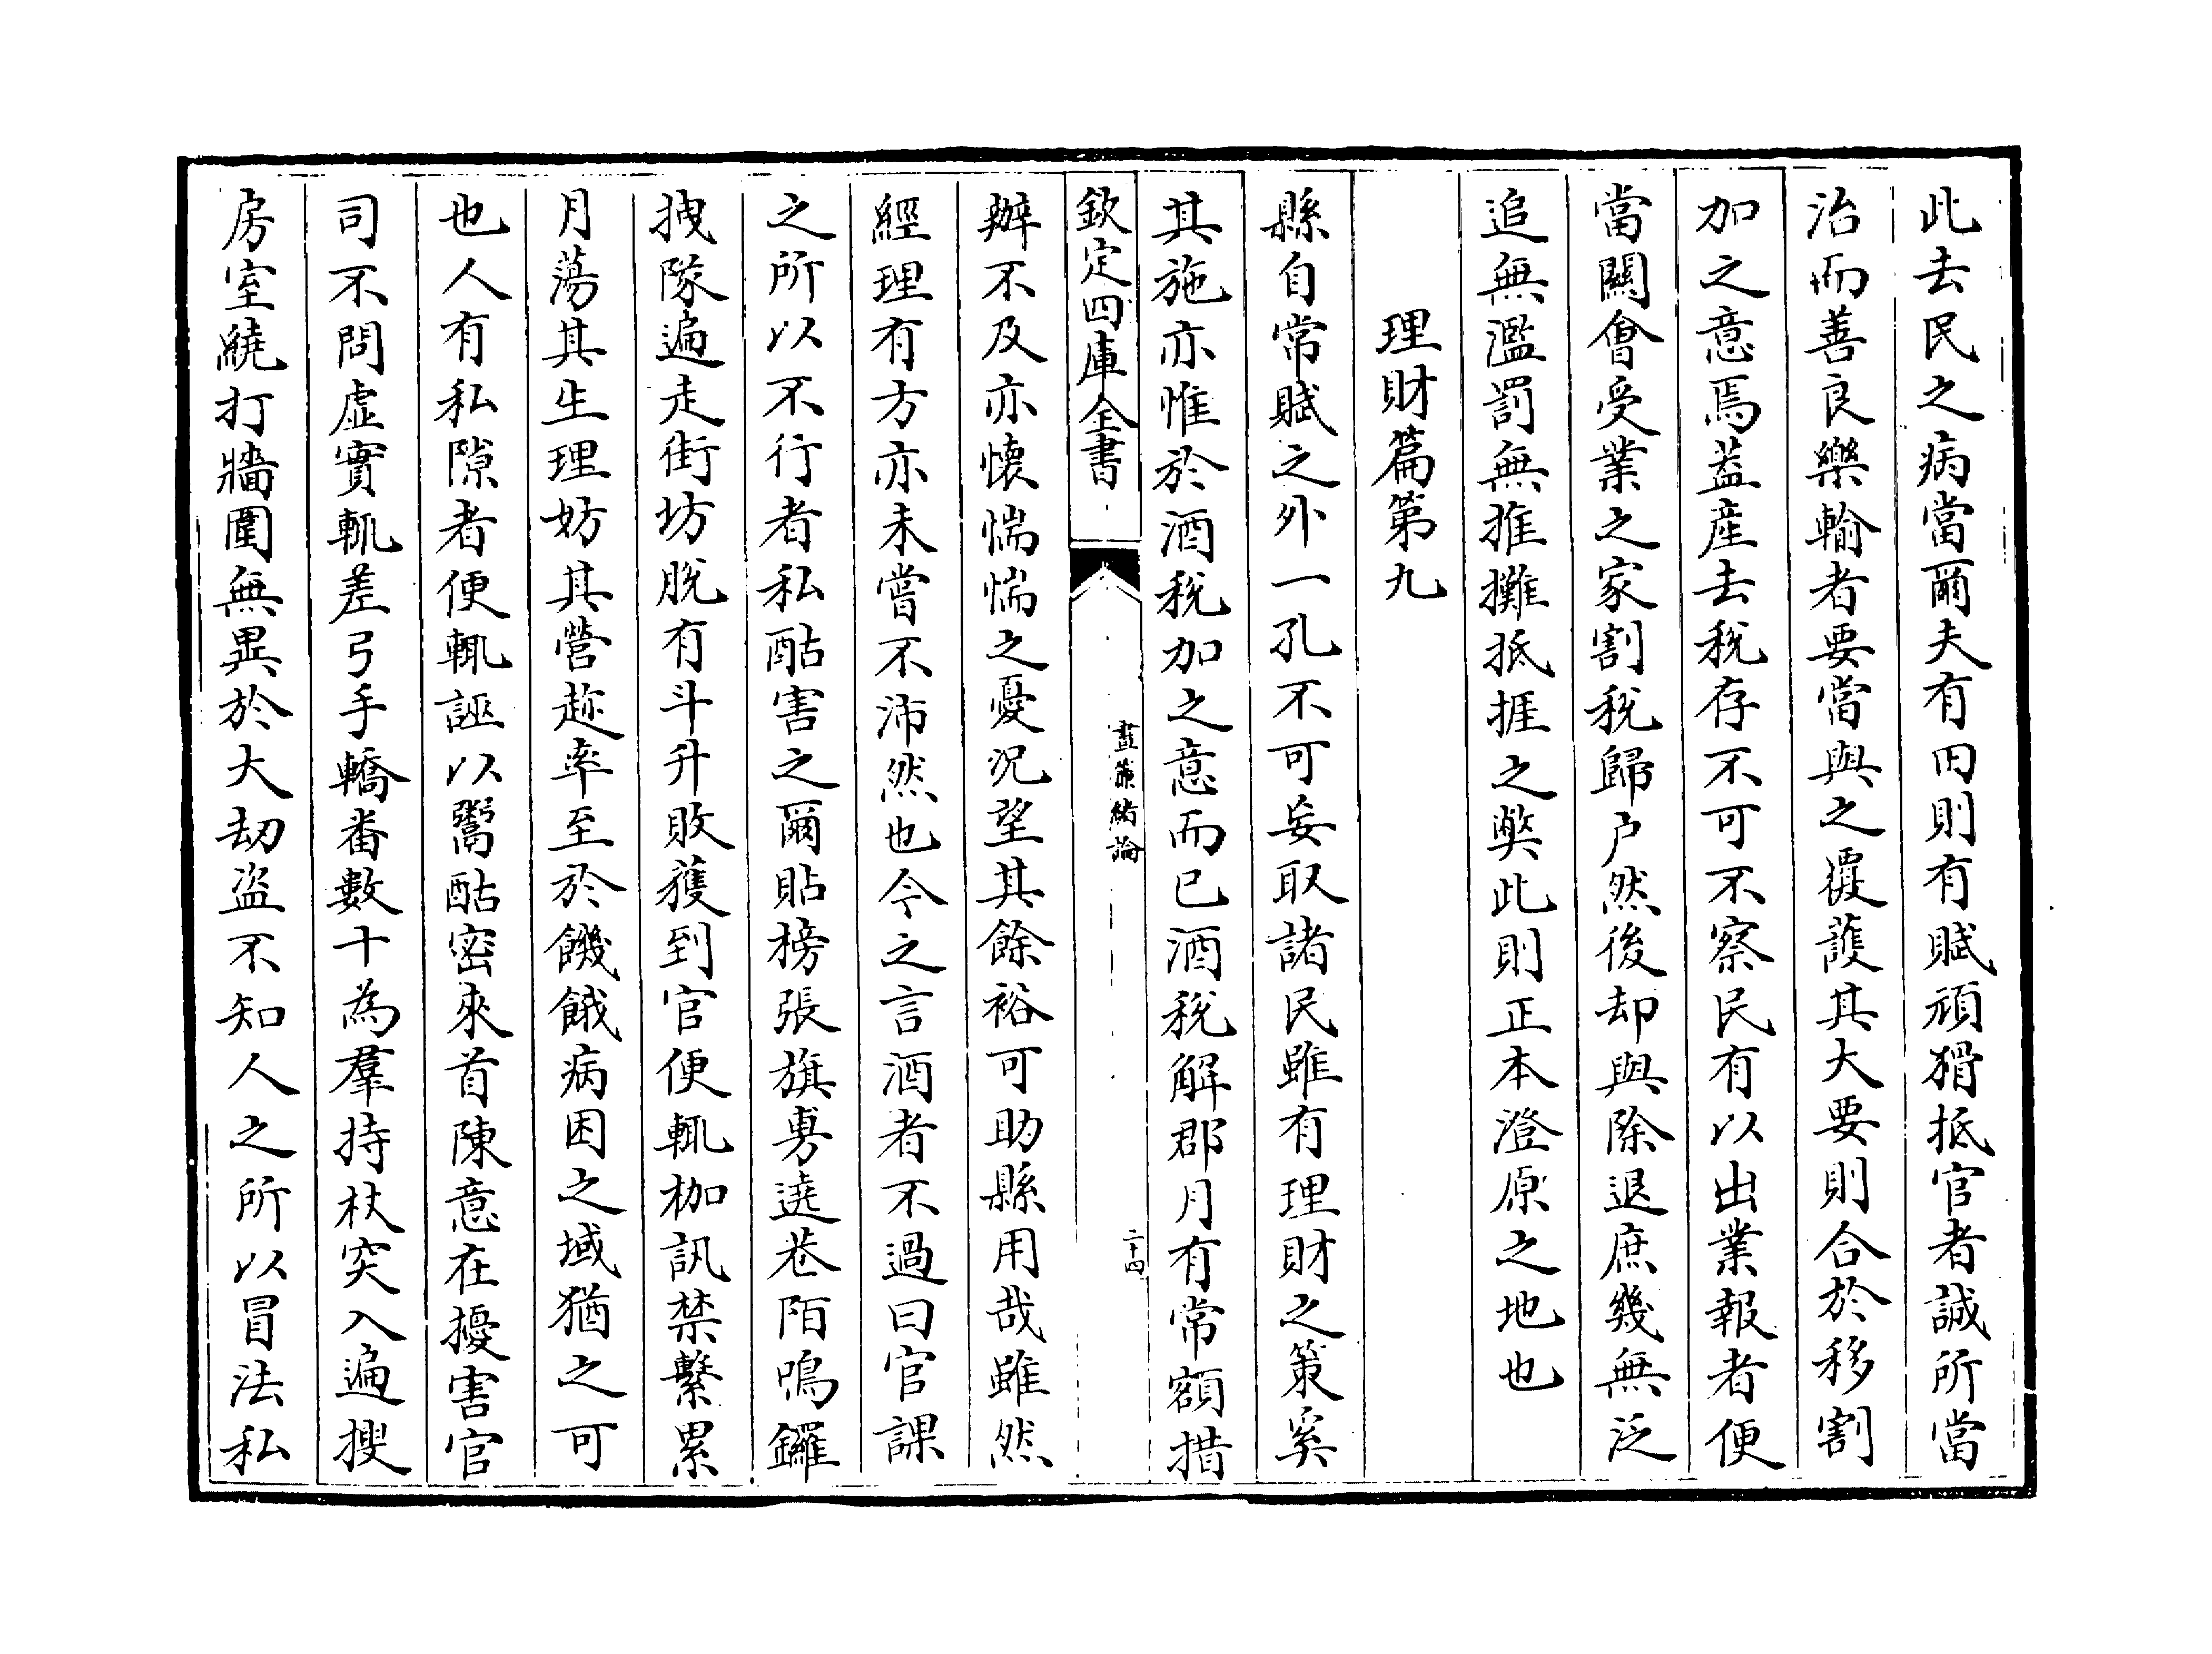 此去民之病當爾夫有田則有賦頑猾抵官者誠所當
治而善良樂輸者要當與之覆護其大要則合於移割
加之意焉葢産去稅存不可不察民有以出業報者便
當關會受業之家割稅歸户然後却與除退庶幾無泛
追無濫罰無推攤抵捱之獘此則正本澄原之地也
理財篇第九
縣自常賦之外一孔不可妄取諸民雖有理財之策奚
其施亦惟於酒稅加之意而已酒稅解郡月有常額措
欽定四庫全書
晝簾緒論
二十四
辦不及亦懷惴惴之憂況望其餘裕可助縣用哉雖然
經理有方亦未嘗不沛然也今之言酒者不過曰官課
之所以不行者私酤害之爾貼榜張旗旉遶巷陌鳴鑼
拽隊遍走街坊脫有斗升敗獲到官便輒枷訊禁繫累
月蕩其生理妨其營趂率至於饑餓病困之域猶之可
也人有私隙者便輒誣以鬻酤密來首陳意在擾害官
司不問虛實輒差弓手轎番數十為羣持杖突入遍搜
房室繞打牆圍無異於大劫盜不知人之所以冒法私